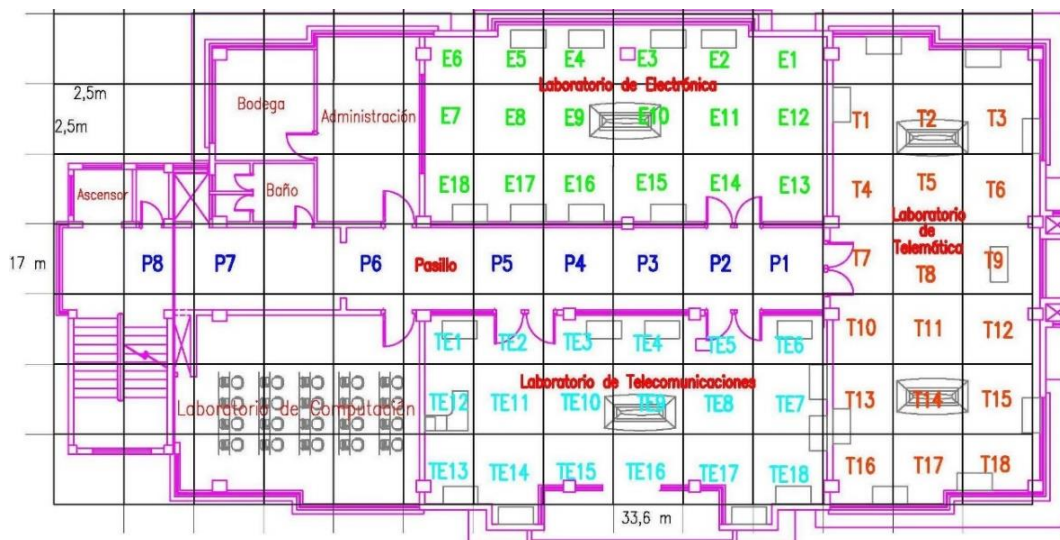 E6 E5 E4 E3 E2 E1
Laboratorio de Electrónica
2,5m
2,5m
Bodega
Administración
E7 E8 E9 E10 E11 E12
T1 T2 T3
Ascensor
Baño
E18 E17 E16 E15 E14 E13
T4 T5 T6
Laboratorio
de
Telemática
17 m
P8 P7 P6 Pasillo P5 P4 P3 P2 P1
T7 T8 T9
TE1 TE2 TE3 TE4 TE5 TE6
T10 T11 T12
Laboratorio de Telecomunicaciones
Laboratorio de Computación
TE12 TE11 TE10 TE9 TE8 TE7
T13 T14 T15
TE13 TE14 TE15 TE16 TE17 TE18
T16 T17 T18
33,6 m